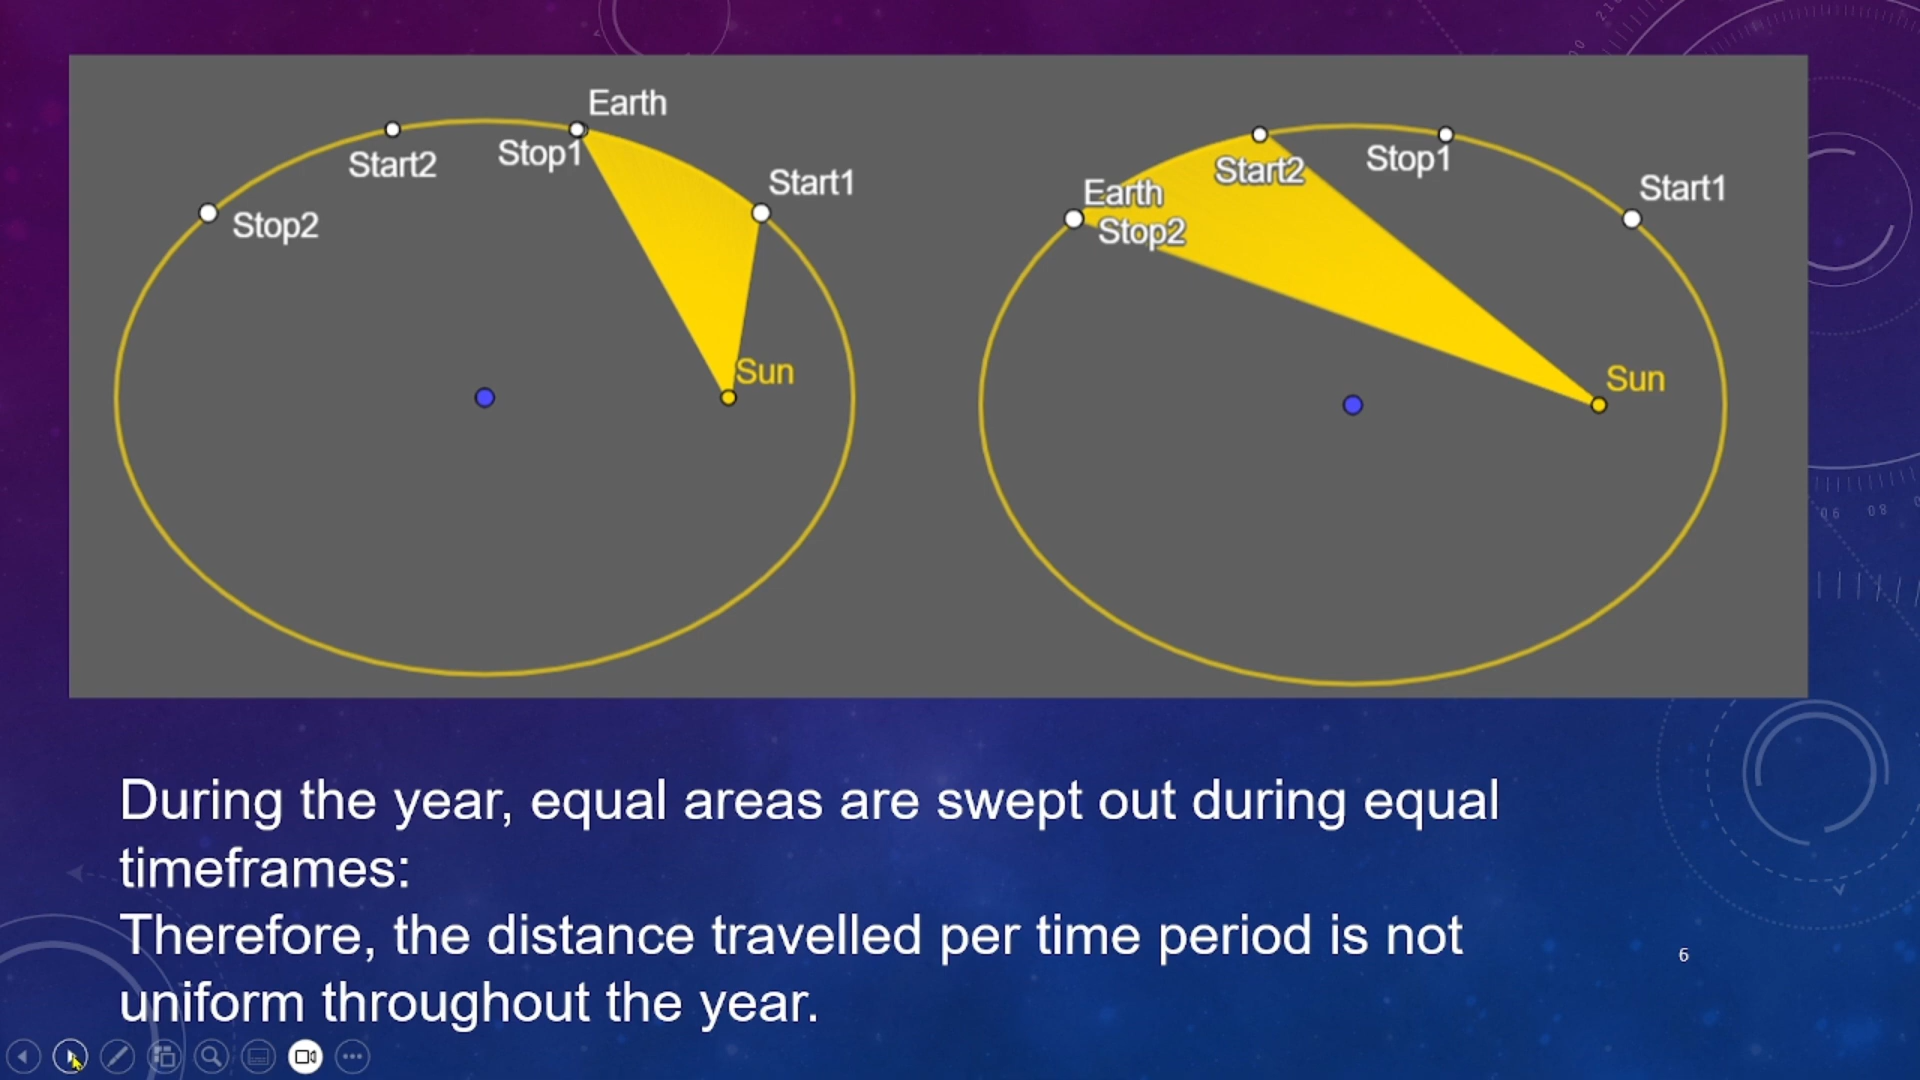 Earth
Start2
Stop1
Start1
Stop2
Sun
Start2
Stop1
Earth
Start1
Stop2
Sun
During the year, equal areas are swept out during equal
timeframes:
Therefore, the distance travelled per time period is not
uniform throughout the year.
6